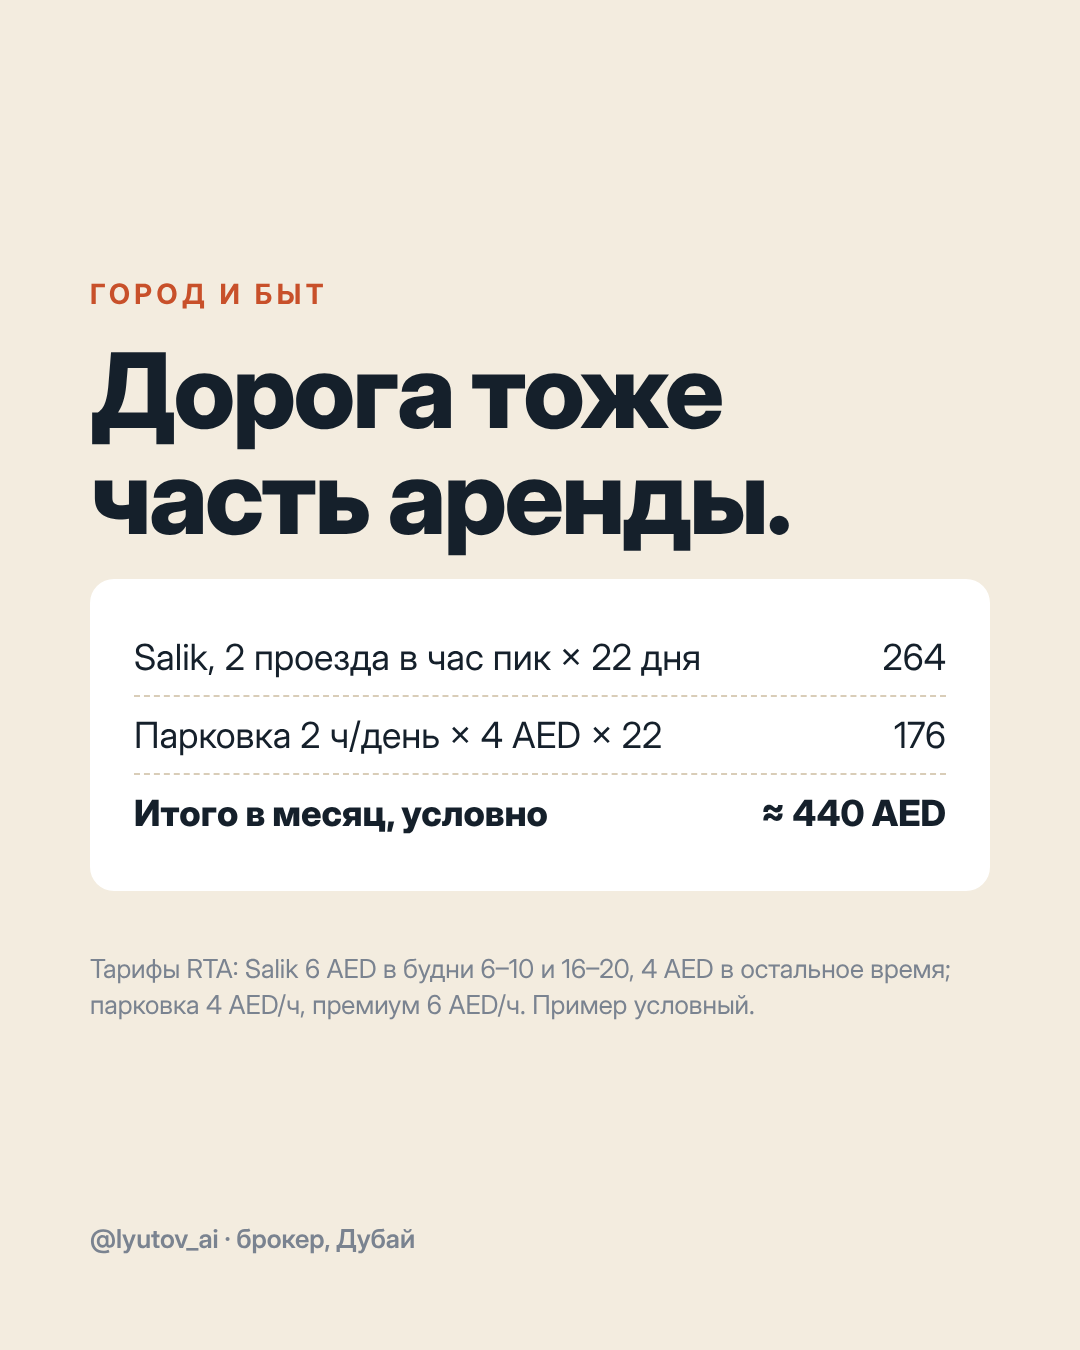 ГОРОД И БЫТ
Дорога тоже
часть аренды.
Salik, 2 проезда в час пик × 22 дня 264
Парковка 2 ч/день × 4 AED × 22 176
Итого в месяц, условно ≈ 440 AED
Тарифы RTA: Salik 6 AED в будни 6–10 и 16–20, 4 AED в остальное время;
парковка 4 AED/ч, премиум 6 AED/ч. Пример условный.
@lyutov_ai · брокер, Дубай